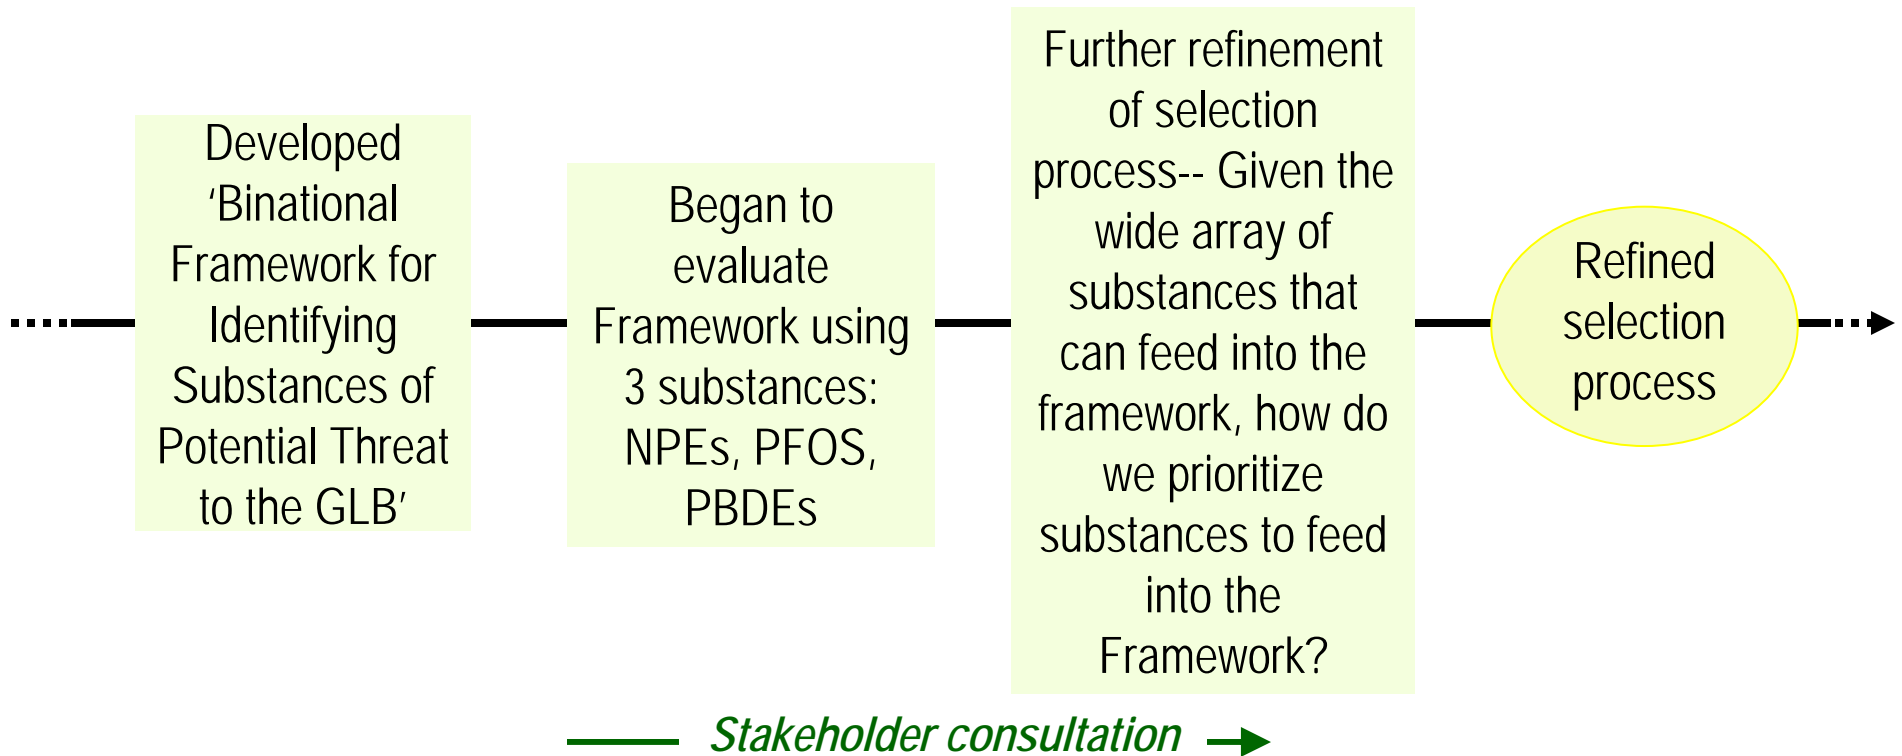 Developed
‘Binational
Framework for
Identifying
Substances of
Potential Threat
to the GLB’
Began to
evaluate
Framework using
3 substances:
NPEs, PFOS,
PBDEs
Further refinement
of selection
process-- Given the
wide array of
substances that
can feed into the
framework, how do
we prioritize
substances to feed
into the
Framework?
Refined
selection
process
Stakeholder consultation